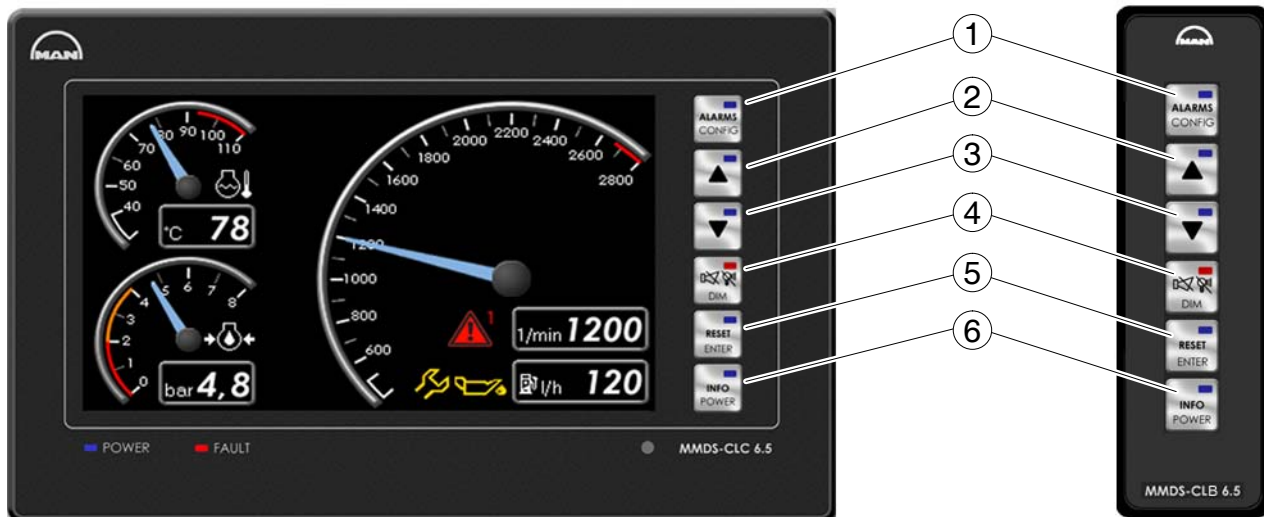 MAN
40
50
60
70
80
90
100
110
°C 78
0
1
2
3
4
5
6
7
8
bar 4,8
600
800
1000
1200
1400
1600
1800
2000
2200
2400
2600
2800
1
1/min 1200
l/h 120
ALARMS
CONFIG
DIM
RESET
ENTER
INFO
POWER
POWER
FAULT
MMDS-CLC 6.5
1
2
3
4
5
6
MAN
ALARMS
CONFIG
DIM
RESET
ENTER
INFO
POWER
MMDS-CLB 6.5